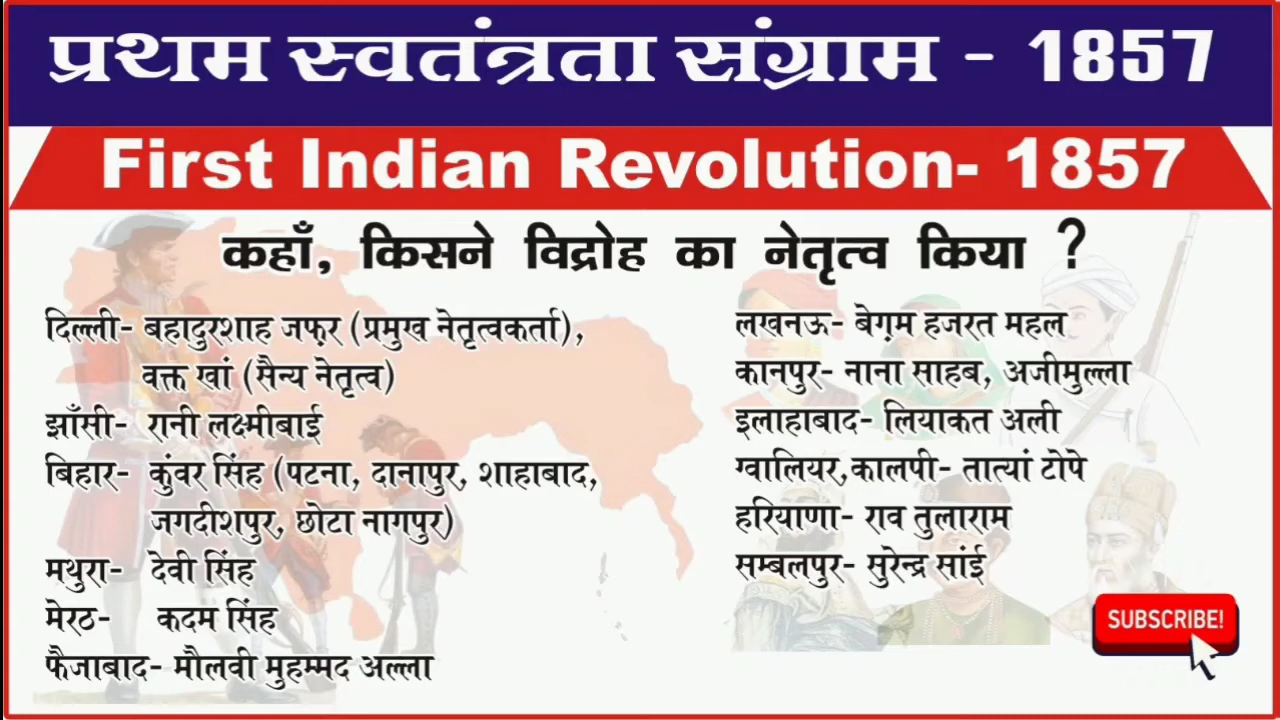 प्रथम स्वतंत्रता संग्राम - 1857
First Indian Revolution- 1857
कहाँ, किसने विद्रोह का नेतृत्व किया ?
दिल्ली- बहादुरशाह जफ़र (प्रमुख नेतृत्वकर्ता),
वक्त खां (सैन्य नेतृत्व)
झाँसी- रानी लक्ष्मीबाई
बिहार- कुंवर सिंह (पटना, दानापुर, शाहाबाद,
जगदीशपुर, छोटा नागपुर)
मथुरा- देवी सिंह
मेरठ- कदम सिंह
फैजाबाद- मौलवी मुहम्मद अल्ला
लखनऊ- बेग़म हजरत महल
कानपुर- नाना साहब, अजीमुल्ला
इलाहाबाद- लियाकत अली
ग्वालियर,कालपी- तात्यां टोपे
हरियाणा- राव तुलाराम
सम्बलपुर- सुरेन्द्र सांई
SUBSCRIBE!